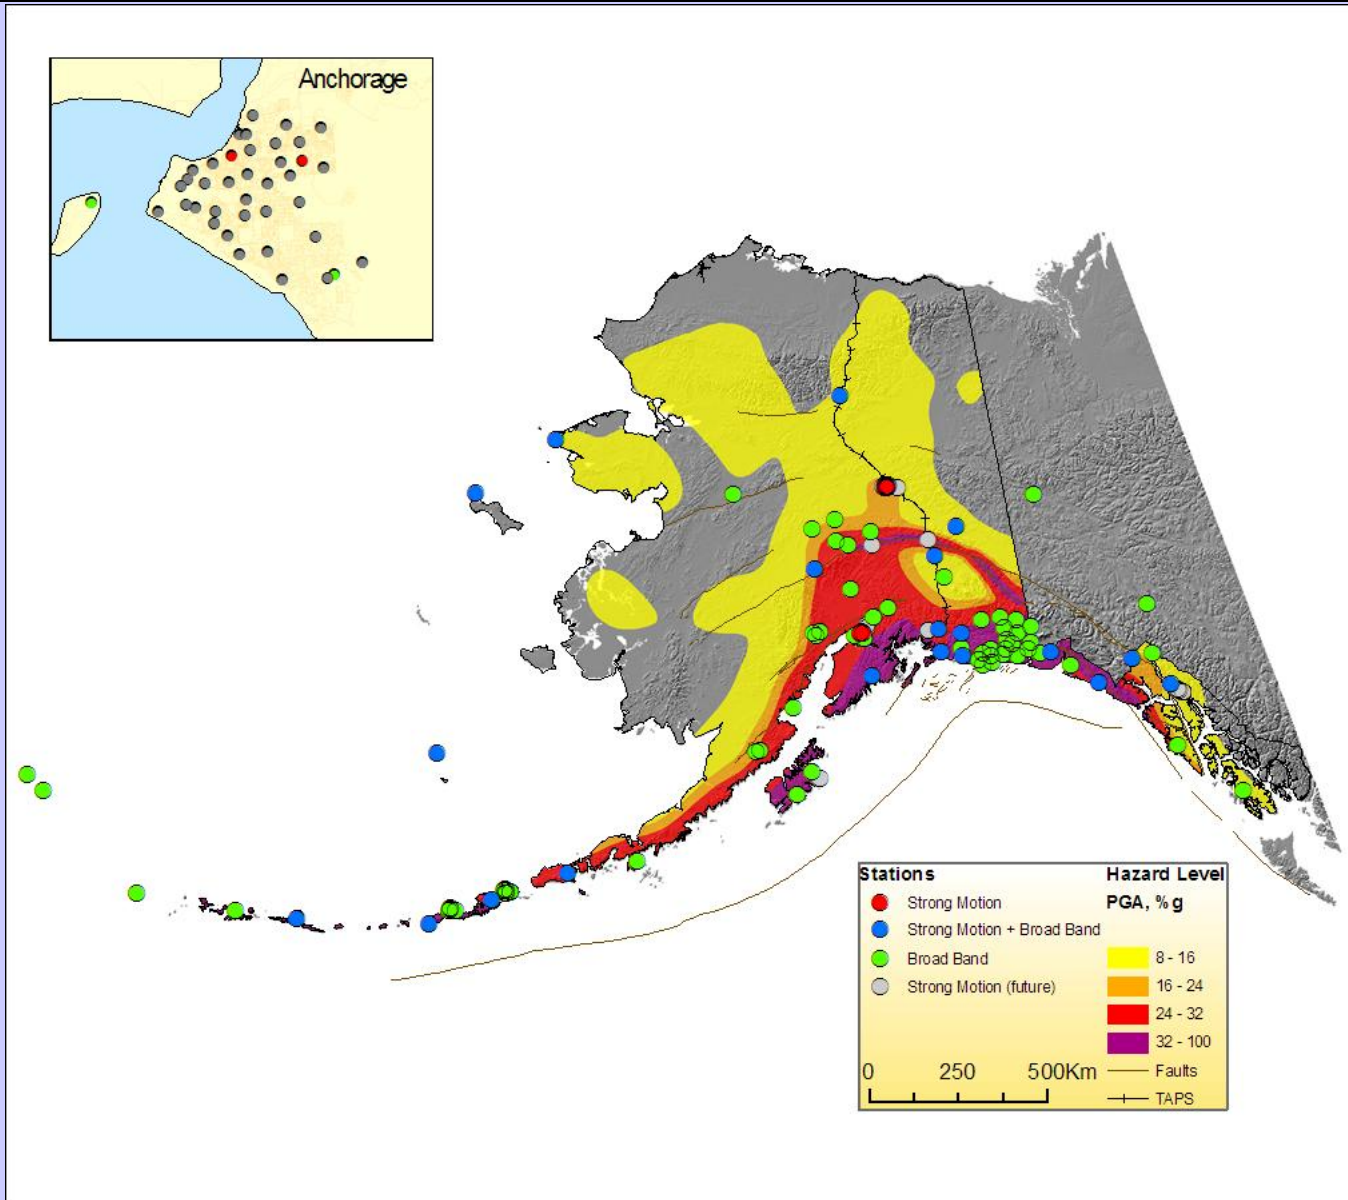 Anchorage
Stations
Hazard Level
Strong Motion
PGA, % g
Strong Motion + Broad Band
Broad Band
8 - 16
Strong Motion (future)
16 - 24
24 - 32
32 - 100
0 250 500Km
Faults
TAPS